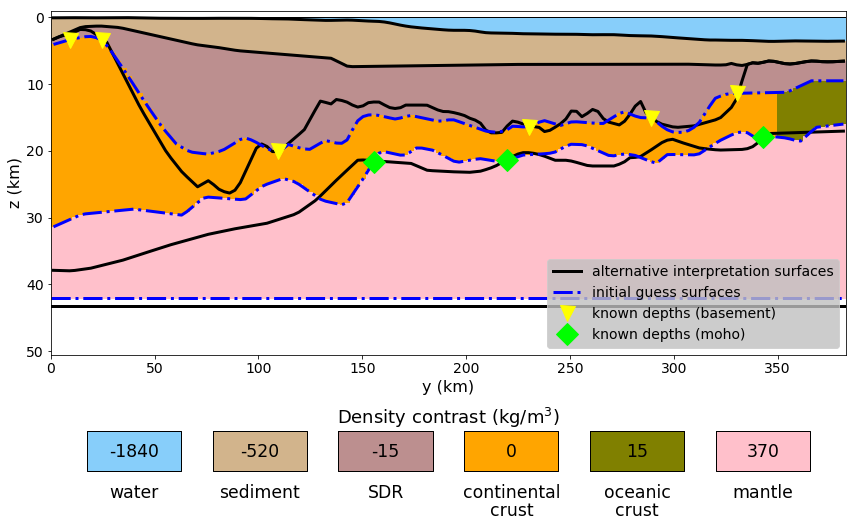 0
10
20
30
40
50
z (km)
0
50
100
150
200
250
300
350
y (km)
alternative interpretation surfaces
initial guess surfaces
known depths (basement)
known depths (moho)
Density contrast (kg/m³)
-1840
-520
-15
0
15
370
water
sediment
SDR
continental
crust
oceanic
crust
mantle